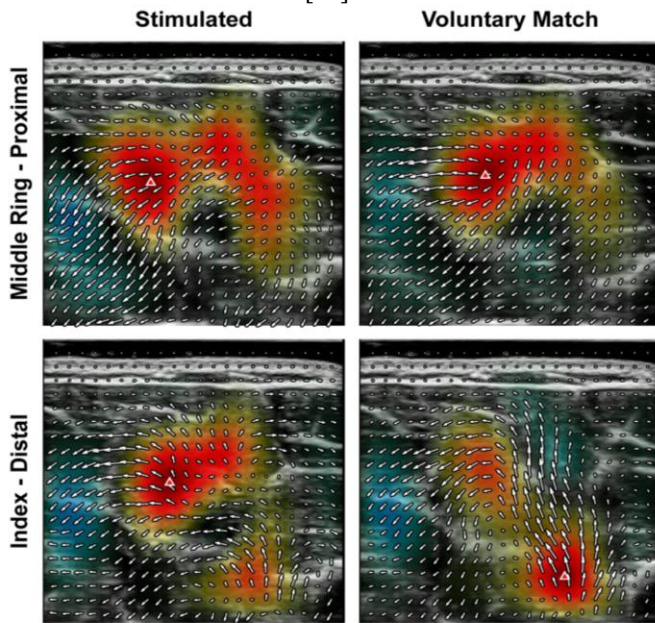 Stimulated
Voluntary Match
Middle Ring - Proximal
Index - Distal